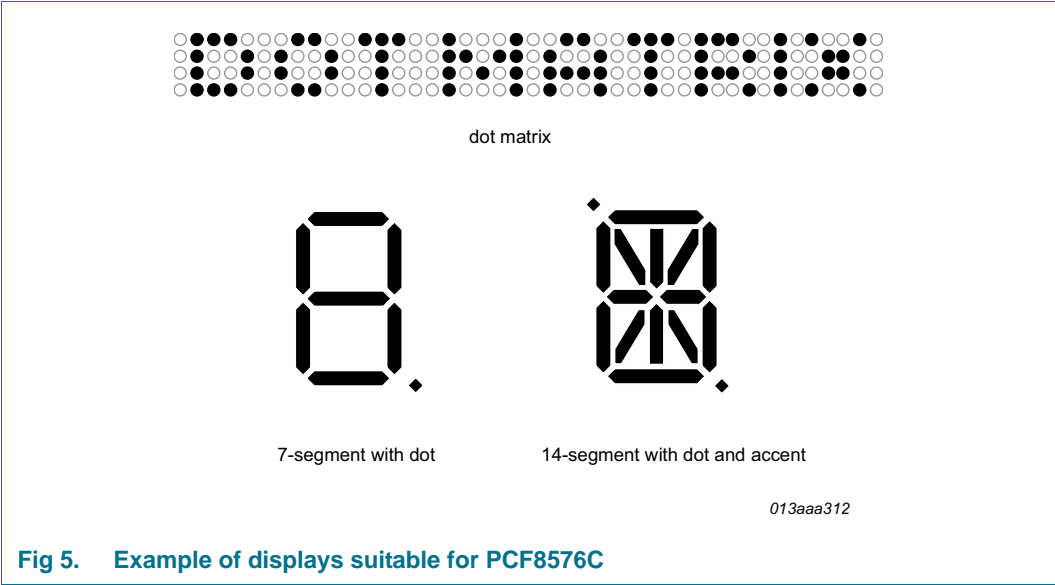 DOTMATRIX
dot matrix
7-segment with dot
14-segment with dot and accent
013aaa312
Fig 5. Example of displays suitable for PCF8576C